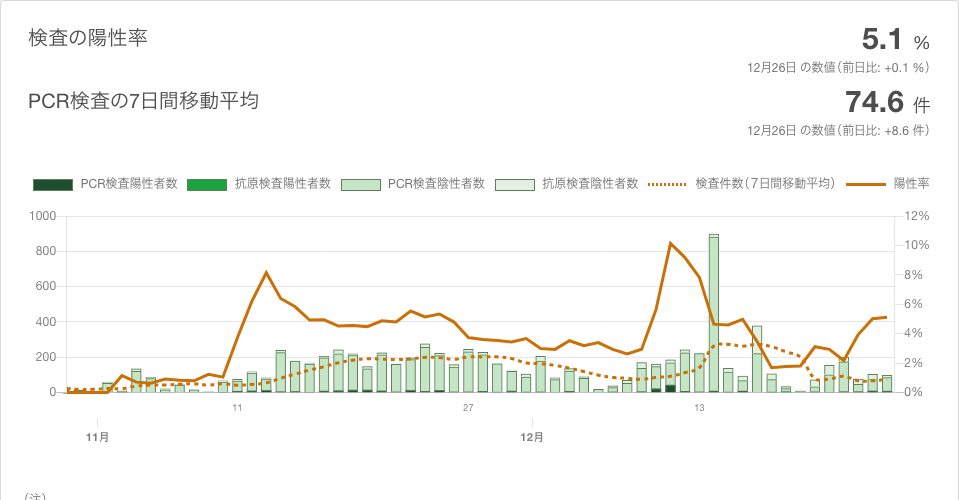 検査の陽性率
5.1 %
12月26日 の数値（前日比: +0.1 %）
PCR検査の7日間移動平均
74.6 件
12月26日 の数値（前日比: +8.6 件）
PCR検査陽性者数 抗原検査陽性者数 PCR検査陰性者数 抗原検査陰性者数 検査件数（7日間移動平均） 陽性率
1000 12%
10%
800
8%
600
6%
400
4%
200
2%
0 0%
11 27 13
11月 12月
（注）